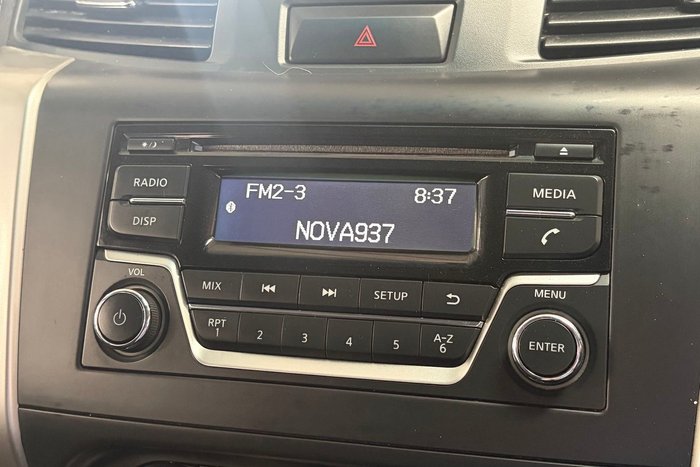 RADIO
DISP
FM2-3 8:37
NOVA937
MEDIA
VOL
MIX
SETUP
MENU
RPT
1
2
3
4
5
A-Z
6
ENTER